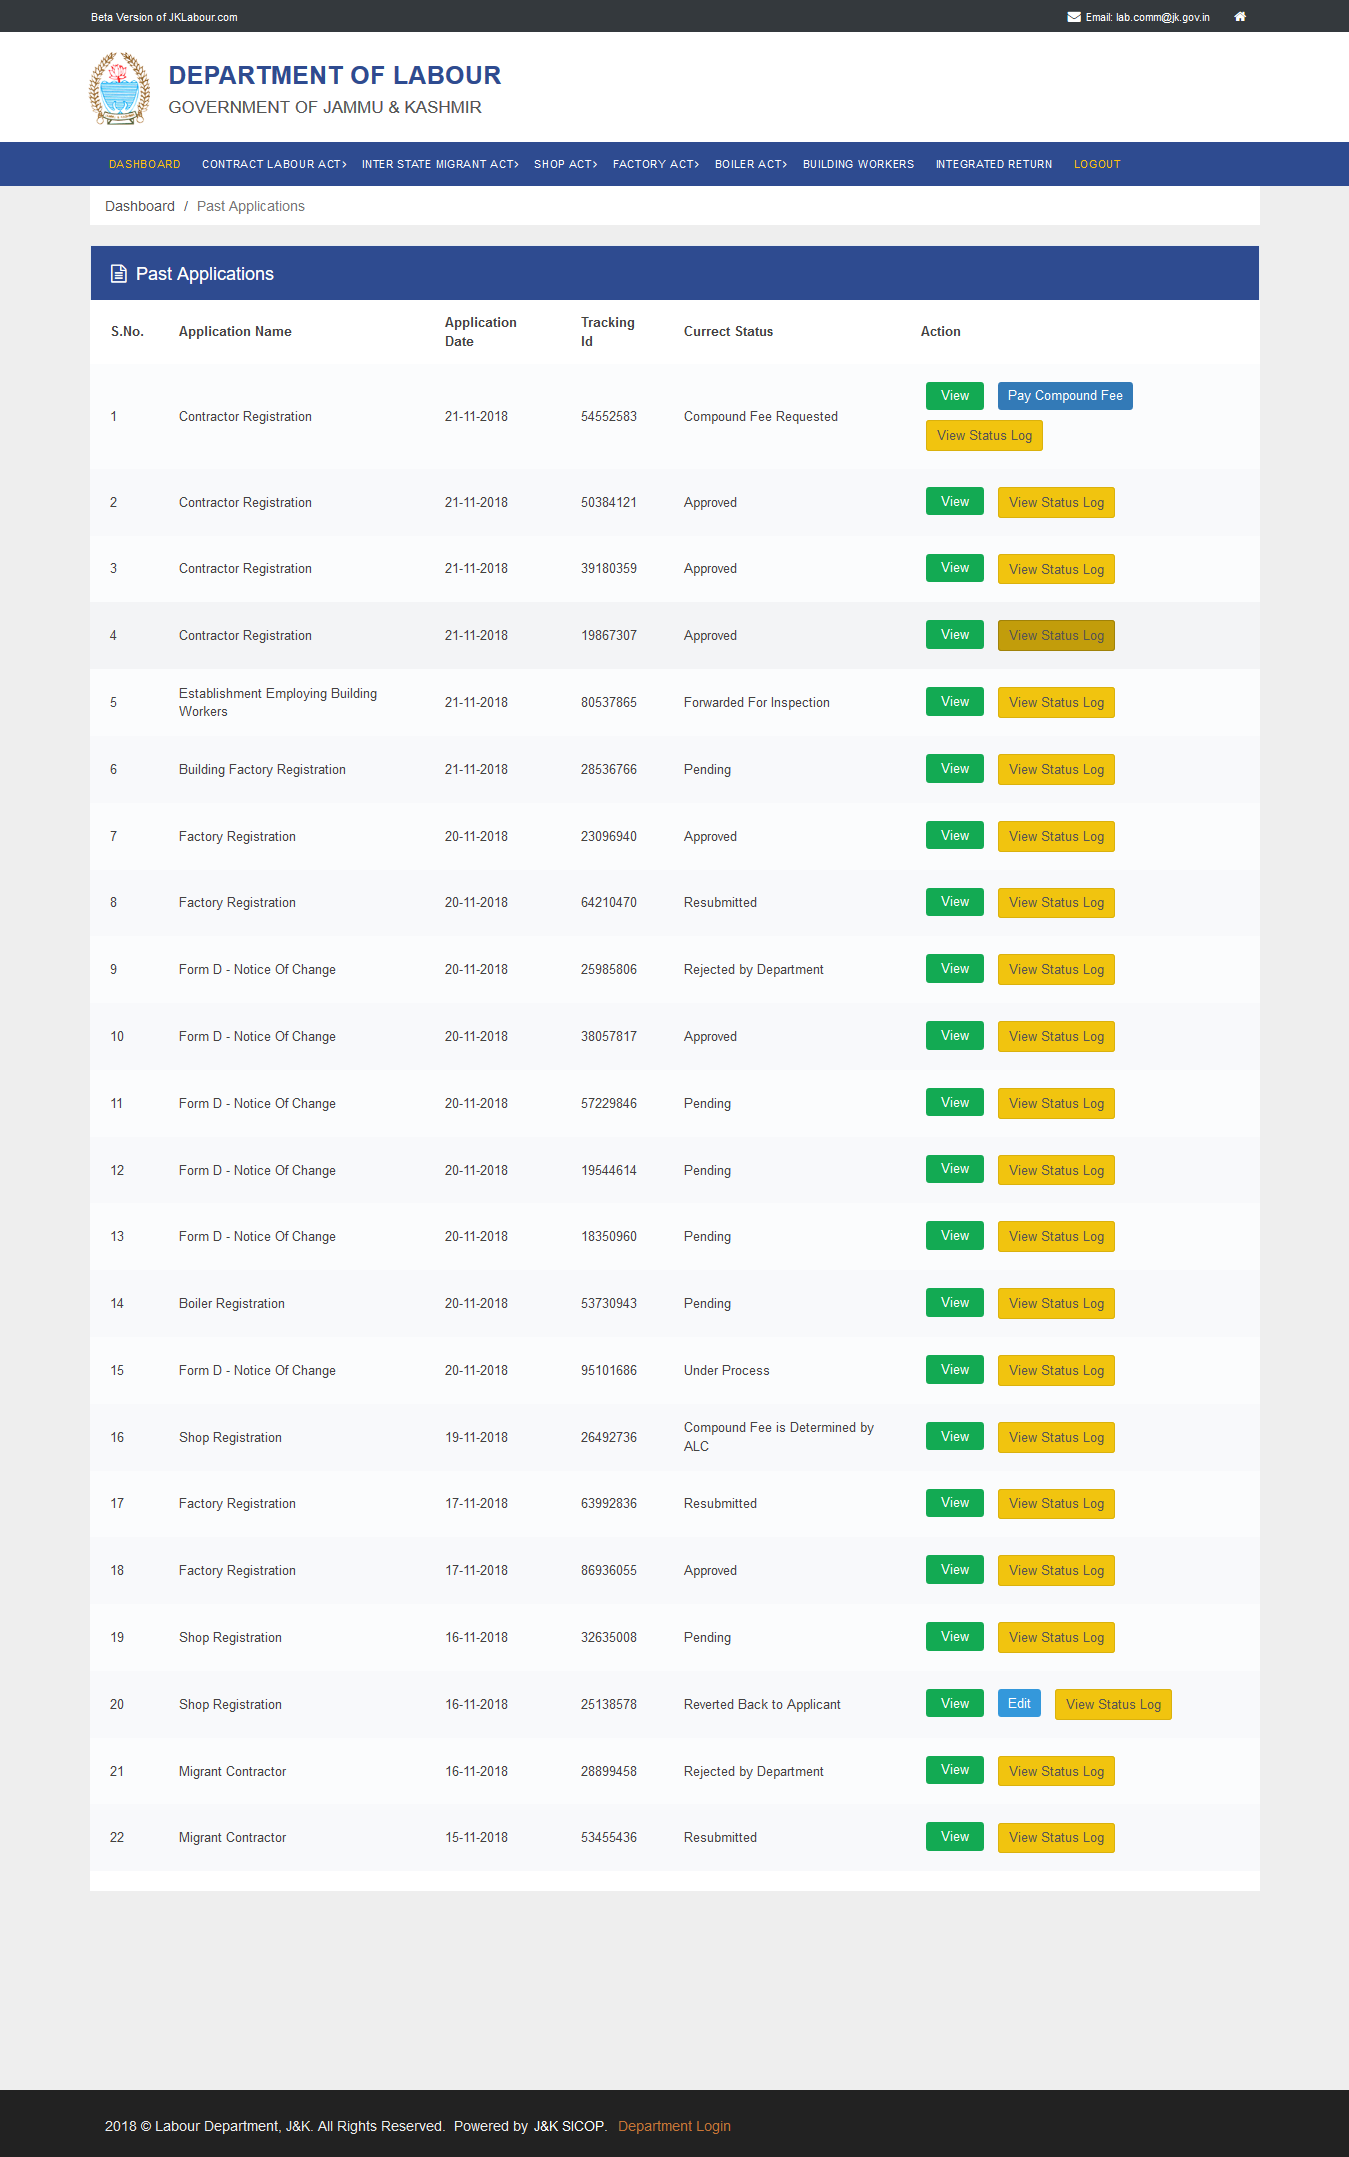 Beta Version of JKLabour.com
Email: lab.comm@jk.gov.in
DEPARTMENT OF LABOUR
GOVERNMENT OF JAMMU & KASHMIR
DASHBOARD CONTRACT LABOUR ACT> INTER STATE MIGRANT ACT> SHOP ACT> FACTORY ACT> BOILER ACT> BUILDING WORKERS INTEGRATED RETURN LOGOUT
Dashboard / Past Applications
Past Applications
S.No. Application Name Application Date Tracking Id Currect Status Action
1 Contractor Registration 21-11-2018 54552583 Compound Fee Requested View Pay Compound Fee
View Status Log
2 Contractor Registration 21-11-2018 50384121 Approved View View Status Log
3 Contractor Registration 21-11-2018 39180359 Approved View View Status Log
4 Contractor Registration 21-11-2018 19867307 Approved View View Status Log
5 Establishment Employing Building Workers 21-11-2018 80537865 Forwarded For Inspection View View Status Log
6 Building Factory Registration 21-11-2018 28536766 Pending View View Status Log
7 Factory Registration 20-11-2018 23096940 Approved View View Status Log
8 Factory Registration 20-11-2018 64210470 Resubmitted View View Status Log
9 Form D - Notice Of Change 20-11-2018 25985806 Rejected by Department View View Status Log
10 Form D - Notice Of Change 20-11-2018 38057817 Approved View View Status Log
11 Form D - Notice Of Change 20-11-2018 57229846 Pending View View Status Log
12 Form D - Notice Of Change 20-11-2018 19544614 Pending View View Status Log
13 Form D - Notice Of Change 20-11-2018 18350960 Pending View View Status Log
14 Boiler Registration 20-11-2018 53730943 Pending View View Status Log
15 Form D - Notice Of Change 20-11-2018 95101686 Under Process View View Status Log
16 Shop Registration 19-11-2018 26492736 Compound Fee is Determined by ALC View View Status Log
17 Factory Registration 17-11-2018 63992836 Resubmitted View View Status Log
18 Factory Registration 17-11-2018 86936055 Approved View View Status Log
19 Shop Registration 16-11-2018 32635008 Pending View View Status Log
20 Shop Registration 16-11-2018 25138578 Reverted Back to Applicant View Edit View Status Log
21 Migrant Contractor 16-11-2018 28899458 Rejected by Department View View Status Log
22 Migrant Contractor 15-11-2018 53455436 Resubmitted View View Status Log
2018 © Labour Department, J&K. All Rights Reserved. Powered by J&K SICOP. Department Login